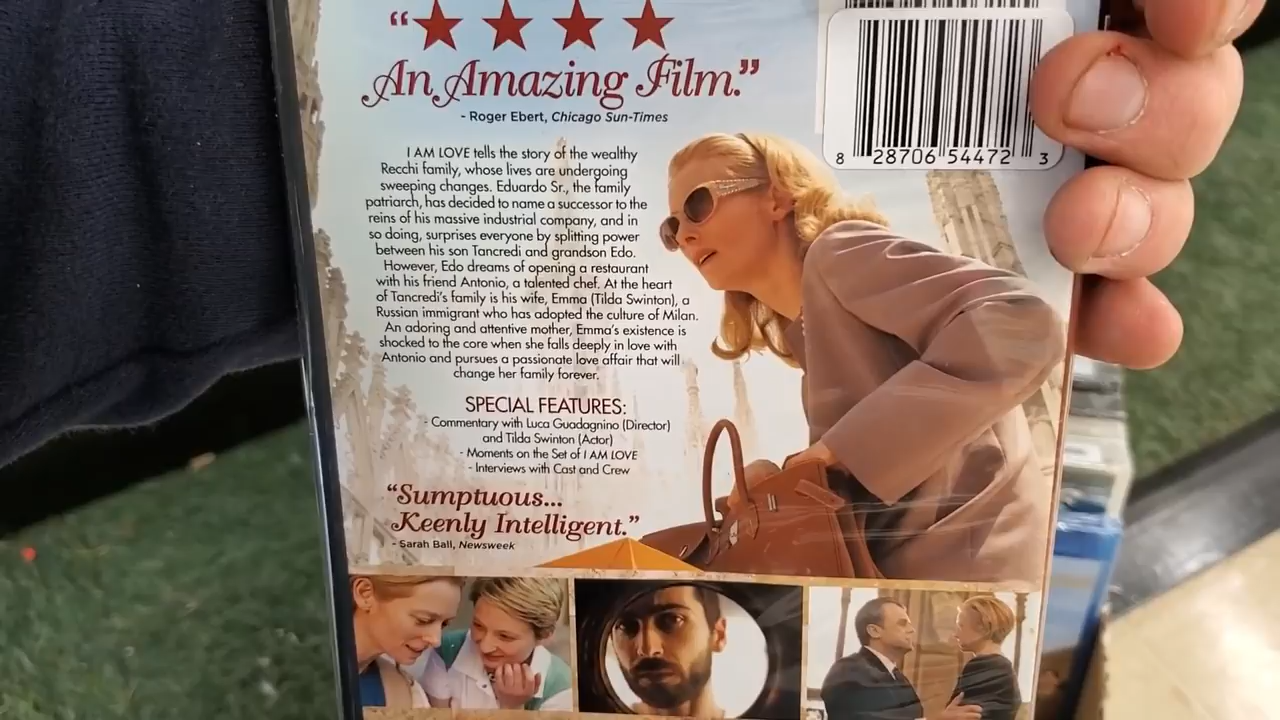 “★ ★ ★ ★
An Amazing Film.”
- Roger Ebert, Chicago Sun-Times
I AM LOVE tells the story of the wealthy
Recchi family, whose lives are undergoing
sweeping changes. Eduardo Sr., the family
patriarch, has decided to name a successor to the
reins of his massive industrial company, and in
so doing, surprises everyone by splitting power
between his son Tancredi and grandson Edo.
However, Edo dreams of opening a restaurant
with his friend Antonio, a talented chef. At the heart
of Tancredi's family is his wife, Emma (Tilda Swinton), a
Russian immigrant who has adopted the culture of Milan.
An adoring and attentive mother, Emma's existence is
shocked to the core when she falls deeply in love with
Antonio and pursues a passionate love affair that will
change her family forever.
SPECIAL FEATURES:
- Commentary with Luca Guadagnino (Director)
and Tilda Swinton (Actor)
- Moments on the Set of I AM LOVE
- Interviews with Cast and Crew
“Sumptuous...
Keenly Intelligent.”
- Sarah Ball, Newsweek
8 28706 54472 3